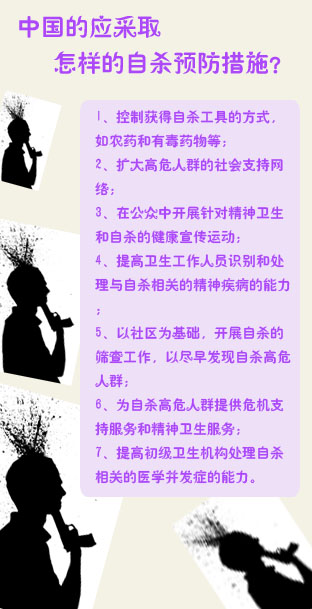 中国的应采取
怎样的自杀预防措施?
1、控制获得自杀工具的方式,
如农药和有毒药物等;
2、扩大高危人群的社会支持网
络;
3、在公众中开展针对精神卫生
和自杀的健康宣传运动;
4、提高卫生工作人员识别和处
理与自杀相关的精神疾病的能力
;
5、以社区为基础，开展自杀的
筛查工作，以尽早发现自杀高危
人群;
6、为自杀高危人群提供危机支
持服务和精神卫生服务;
7、提高初级卫生机构处理自杀
相关的医学并发症的能力。